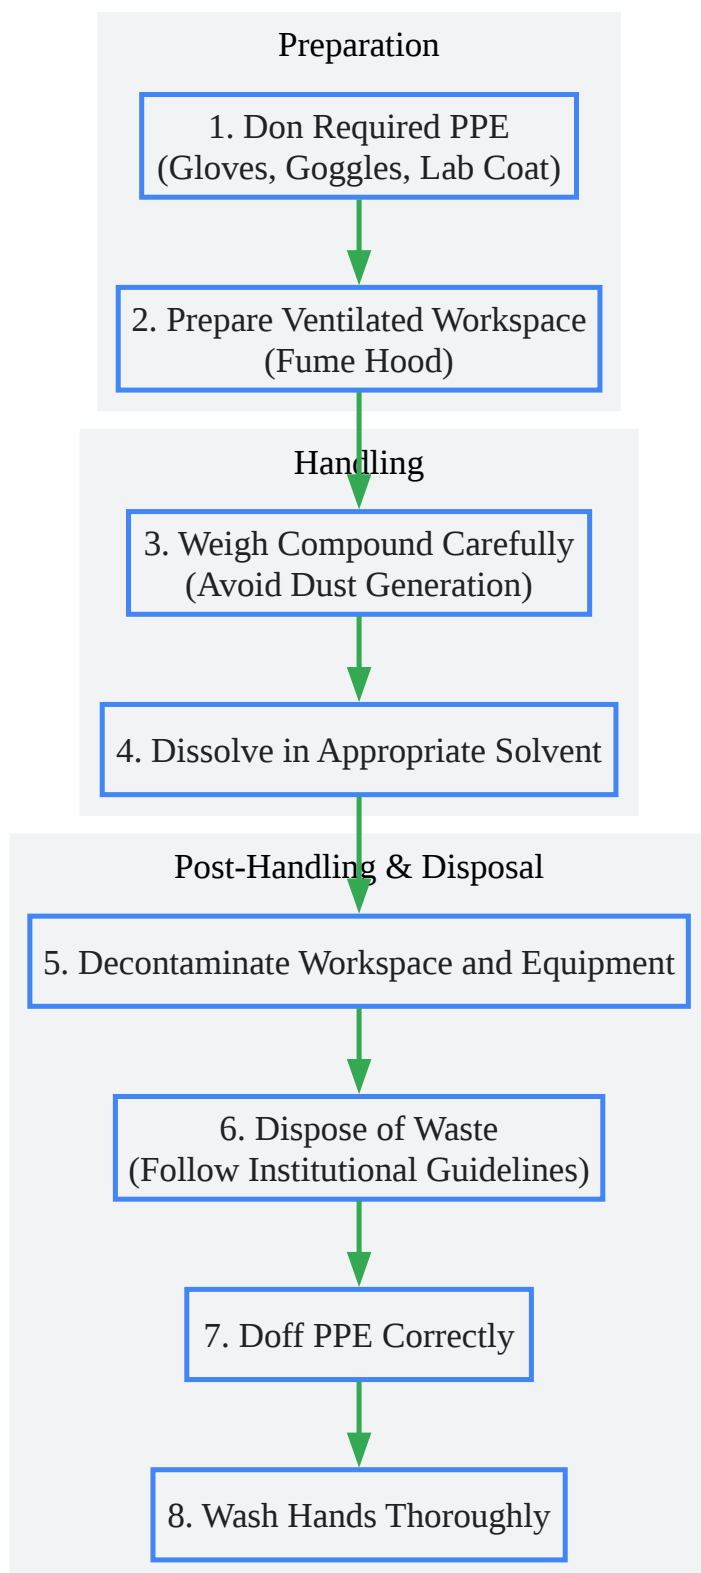 Preparation
1. Don Required PPE
(Gloves, Goggles, Lab Coat)
2. Prepare Ventilated Workspace
(Fume Hood)
Handling
3. Weigh Compound Carefully
(Avoid Dust Generation)
4. Dissolve in Appropriate Solvent
Post-Handling & Disposal
5. Decontaminate Workspace and Equipment
6. Dispose of Waste
(Follow Institutional Guidelines)
7. Doff PPE Correctly
8. Wash Hands Thoroughly